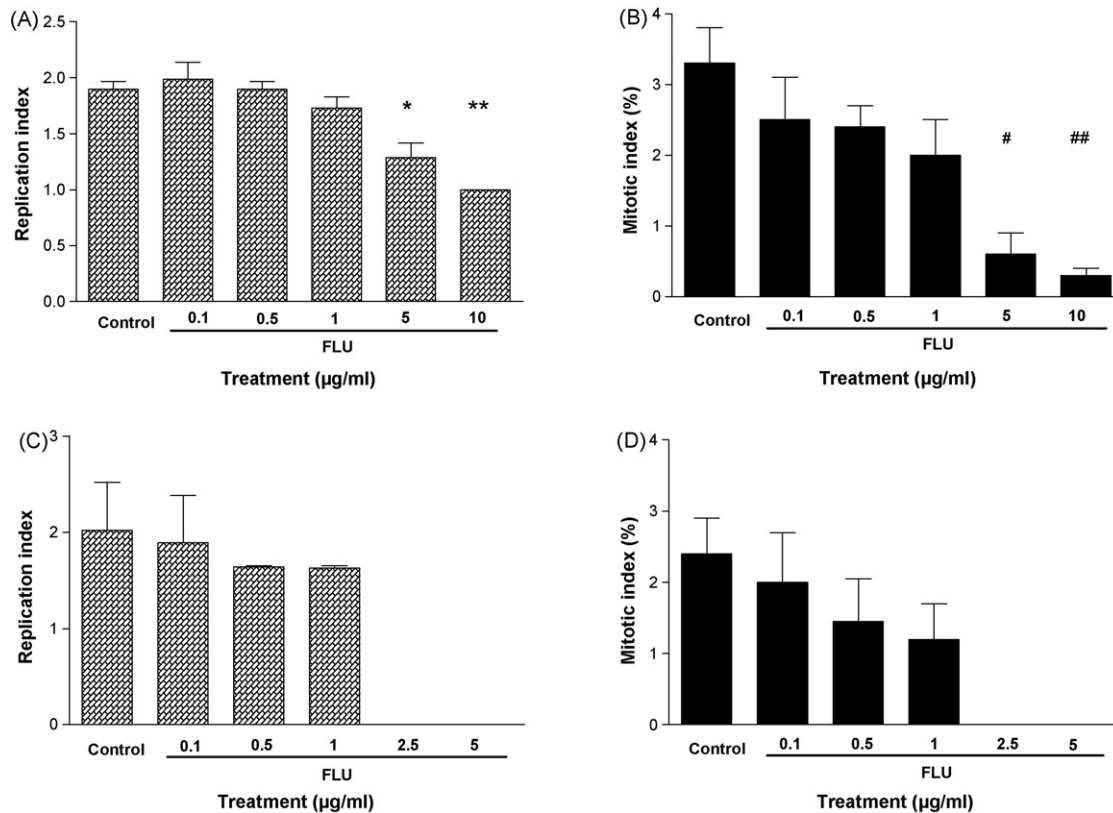 (A)
Replication index
2.5
2.0
1.5
1.0
0.5
0.0
* **
Control 0.1 0.5 1 5 10
FLU
Treatment (µg/ml)
(B)
Mitotic index (%)
4
3
2
1
0
# ##
Control 0.1 0.5 1 5 10
FLU
Treatment (µg/ml)
(C)
Replication index
3
2
1
0
Control 0.1 0.5 1 2.5 5
FLU
Treatment (µg/ml)
(D)
Mitotic index (%)
4
3
2
1
0
Control 0.1 0.5 1 2.5 5
FLU
Treatment (µg/ml)